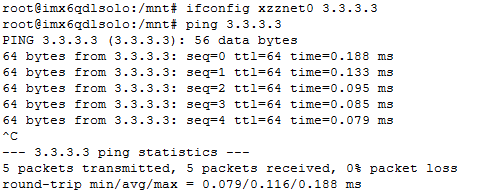 root@imx6qdlsolo:/mnt# ifconfig xzznet0 3.3.3.3
root@imx6qdlsolo:/mnt# ping 3.3.3.3
PING 3.3.3.3 (3.3.3.3): 56 data bytes
64 bytes from 3.3.3.3: seq=0 ttl=64 time=0.188 ms
64 bytes from 3.3.3.3: seq=1 ttl=64 time=0.133 ms
64 bytes from 3.3.3.3: seq=2 ttl=64 time=0.095 ms
64 bytes from 3.3.3.3: seq=3 ttl=64 time=0.085 ms
64 bytes from 3.3.3.3: seq=4 ttl=64 time=0.079 ms
^C
--- 3.3.3.3 ping statistics ---
5 packets transmitted, 5 packets received, 0% packet loss
round-trip min/avg/max = 0.079/0.116/0.188 ms